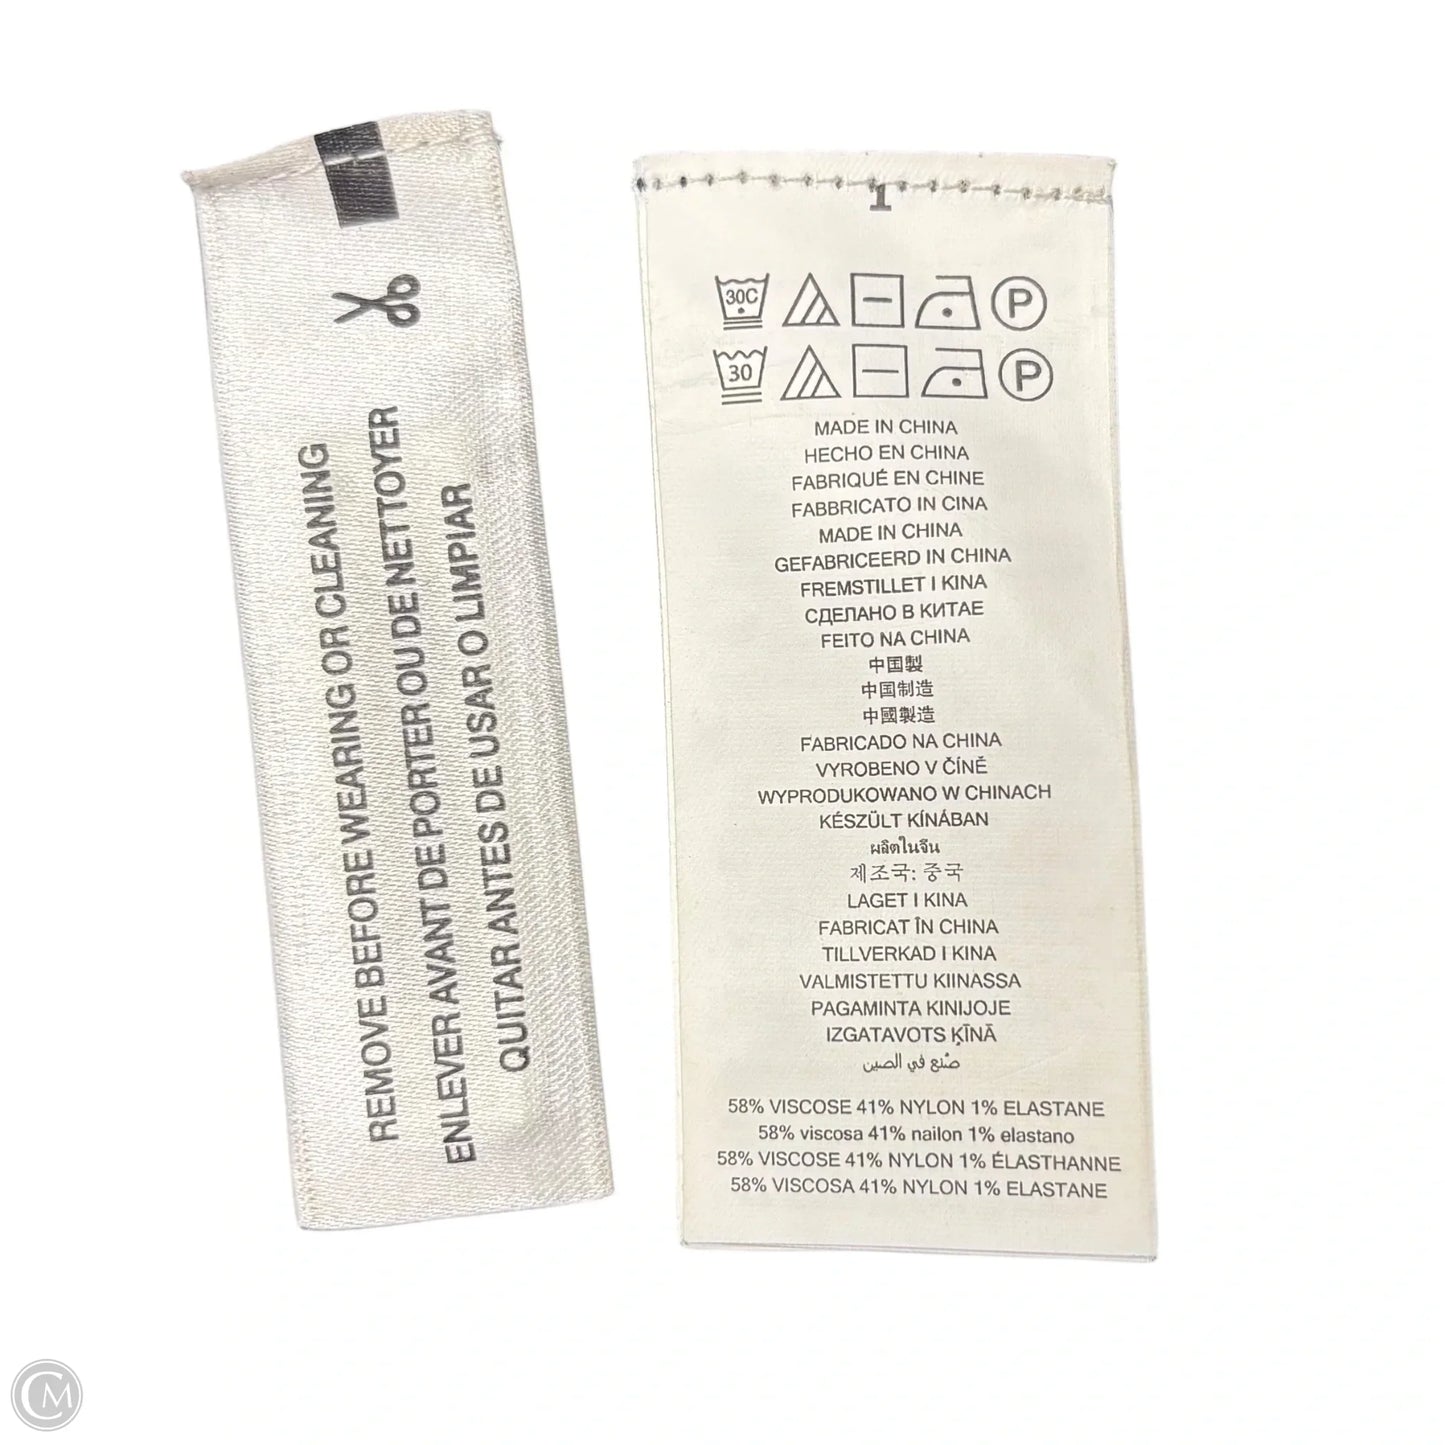 REMOVE BEFORE WEARING OR CLEANING
ENLEVER AVANT DE PORTER OU DE NETTOYER
QUITAR ANTES DE USAR O LIMPIAR
1
30C P
30 P
MADE IN CHINA
HECHO EN CHINA
FABRIQUÉ EN CHINE
FABBRICATO IN CINA
MADE IN CHINA
GEFABRICEERD IN CHINA
FREMSTILLET I KINA
СДЕЛАНО В КИТАЕ
FEITO NA CHINA
中国製
中国制造
中國製造
FABRICADO NA CHINA
VYROBENO V ČÍNĚ
WYPRODUKOWANO W CHINACH
KÉSZÜLT KÍNÁBAN
ผลิตในจีน
제조국: 중국
LAGET I KINA
FABRICAT ÎN CHINA
TILLVERKAD I KINA
VALMISTETTU KIINASSA
PAGAMINTA KINIJOJE
IZGATAVOTS ĶĪNĀ
صُنع في الصين
58% VISCOSE 41% NYLON 1% ELASTANE
58% viscosa 41% nailon 1% elastano
58% VISCOSE 41% NYLON 1% ÉLASTHANNE
58% VISCOSA 41% NYLON 1% ELASTANE
CM